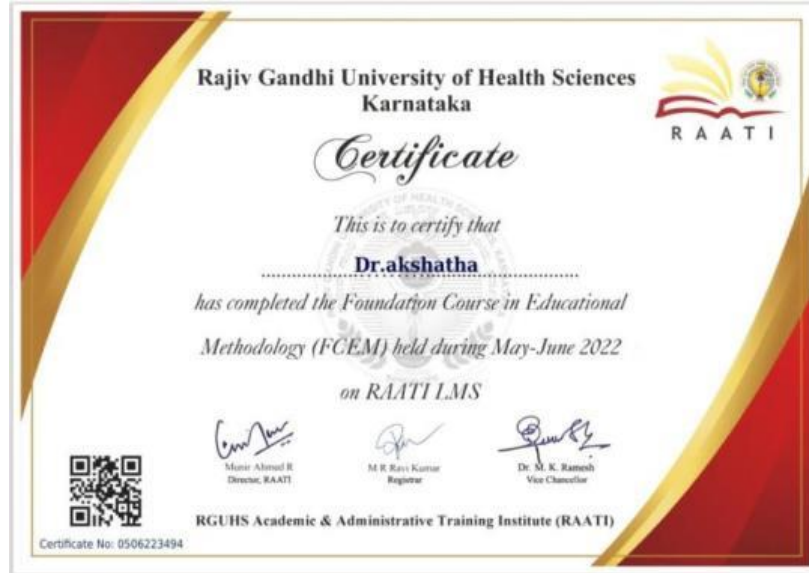 Rajiv Gandhi University of Health Sciences
Karnataka
RAATI
Certificate
This is to certify that
Dr.akshatha
has completed the Foundation Course in Educational
Methodology (FCEM) held during May-June 2022
on RAATI LMS
Munir Ahmed R
Director, RAATI
M R Ravi Kumar
Registrar
Dr. M. K. Ramesh
Vice Chancellor
RGUHS Academic & Administrative Training Institute (RAATI)
Certificate No: 0506223494